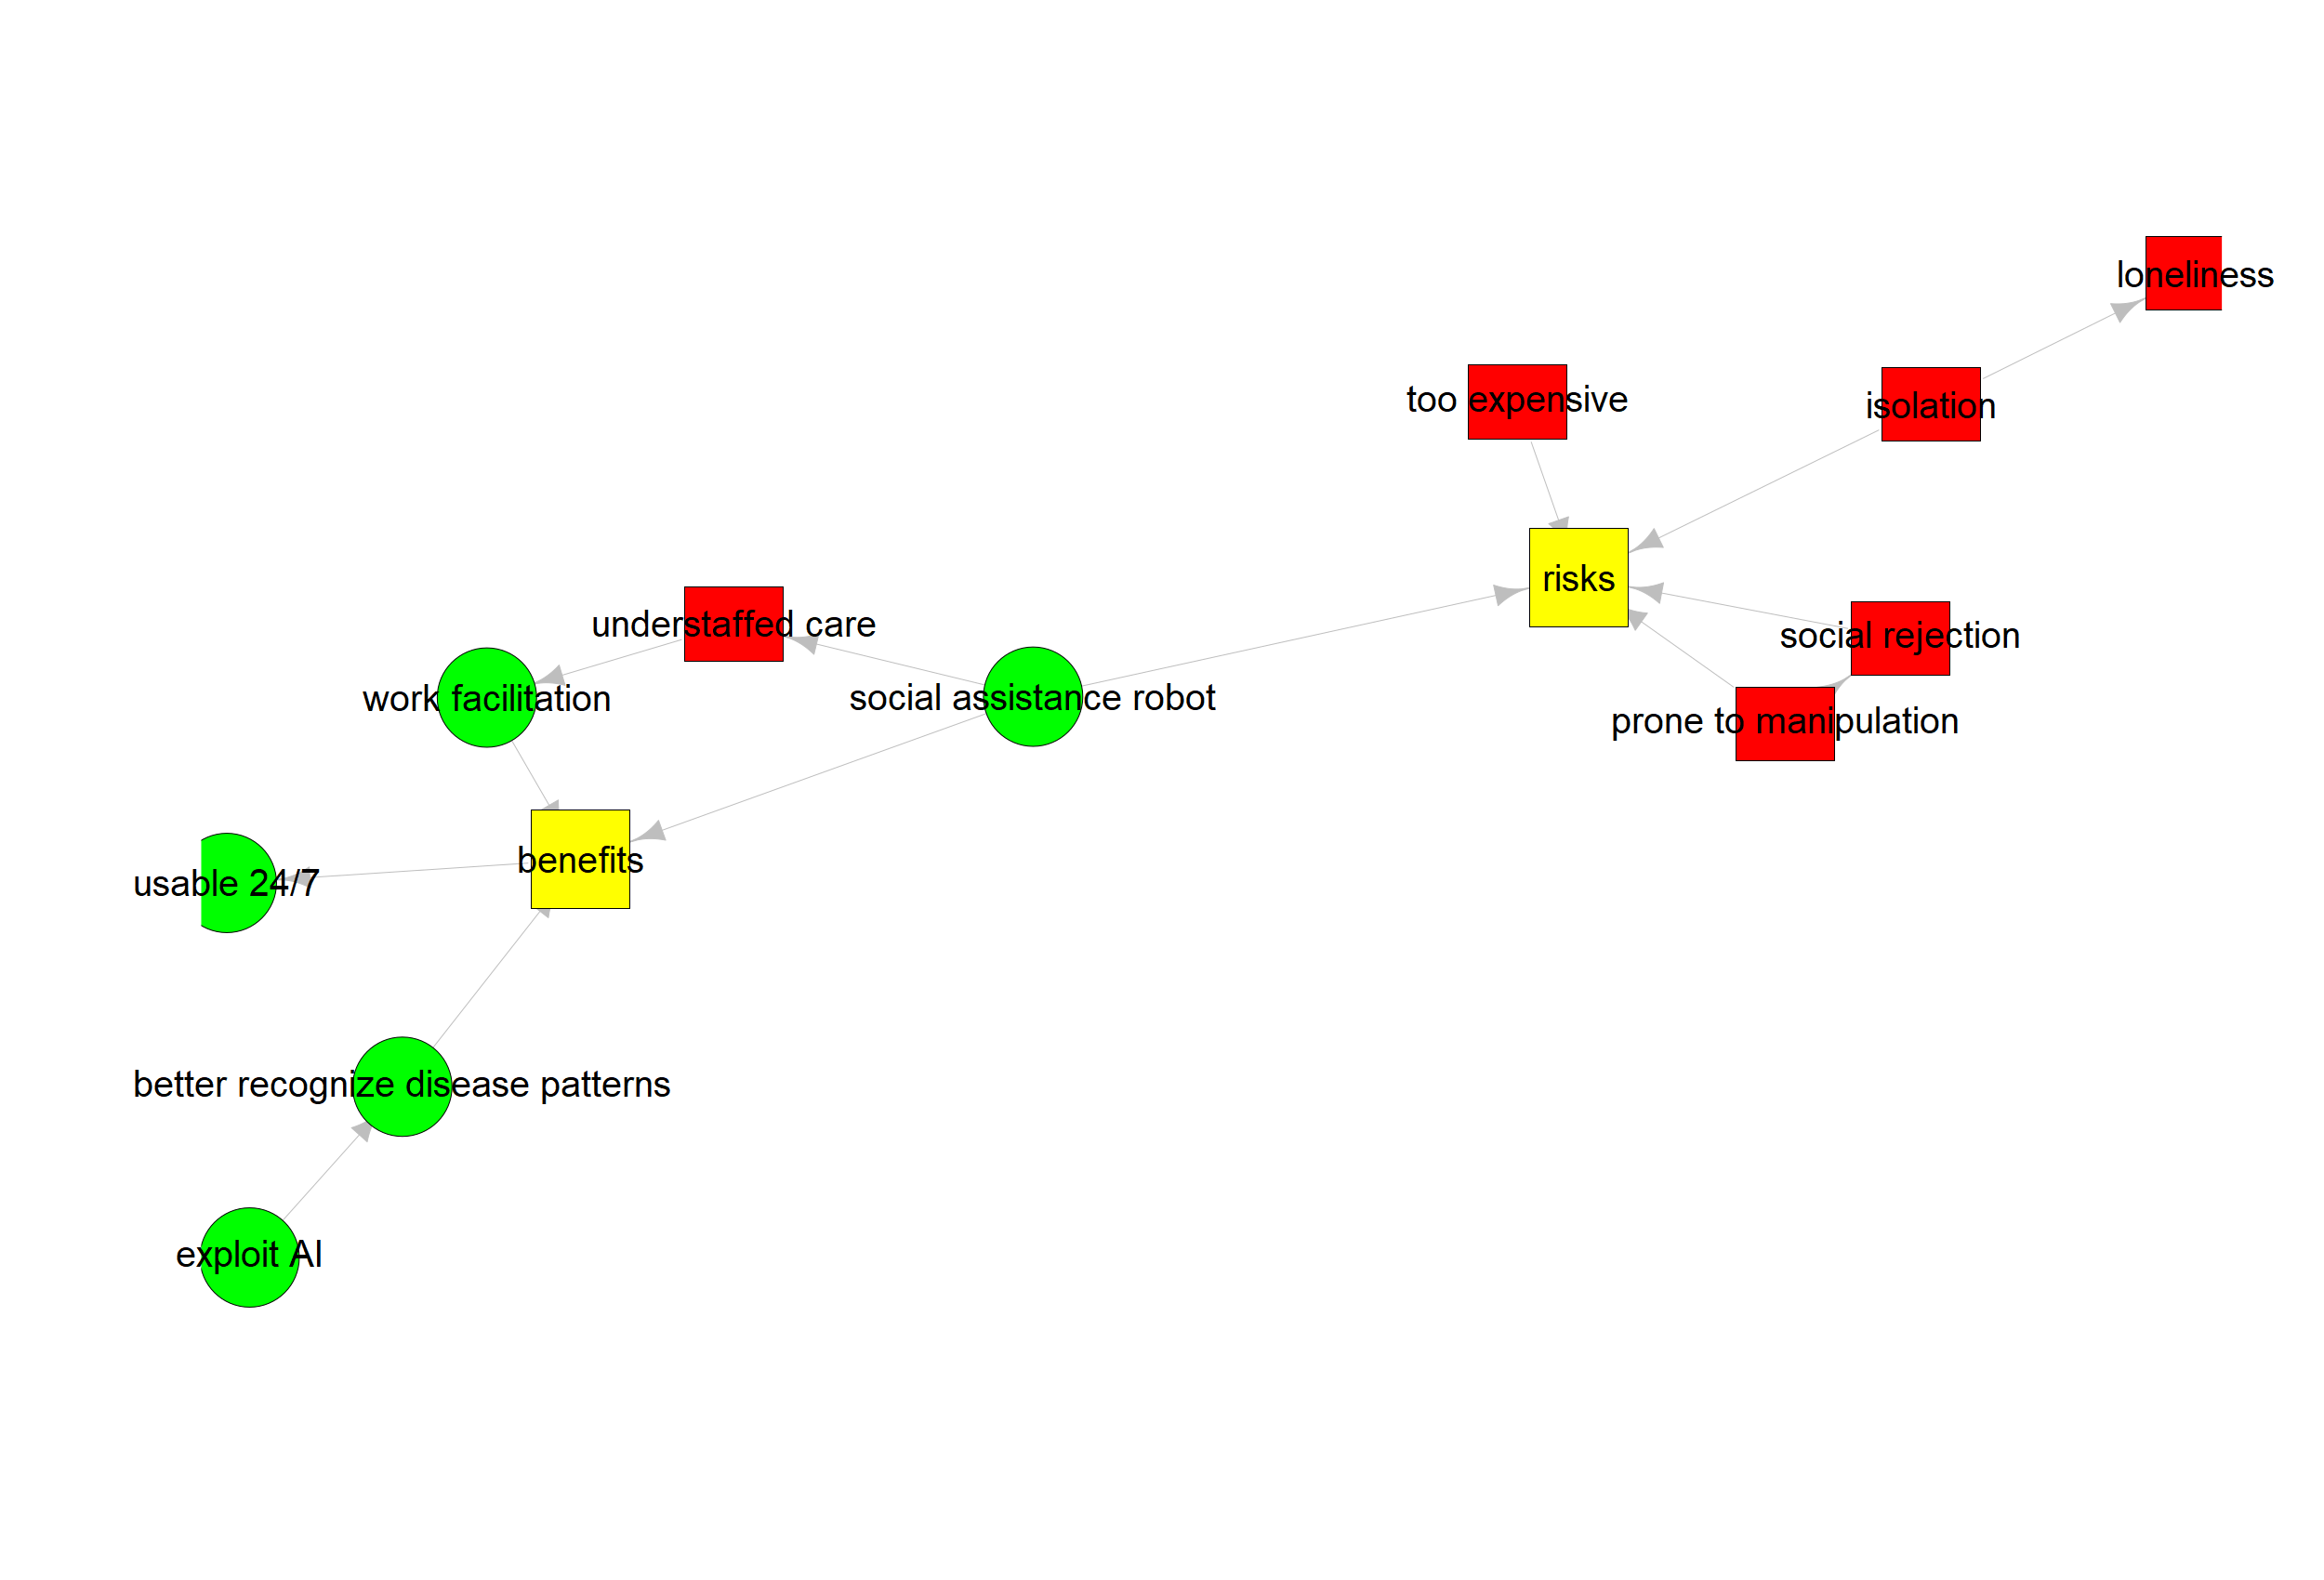 loneliness
too expensive
isolation
risks
understaffed care
social rejection
work facilitation
social assistance robot
prone to manipulation
benefits
usable 24/7
better recognize disease patterns
exploit AI